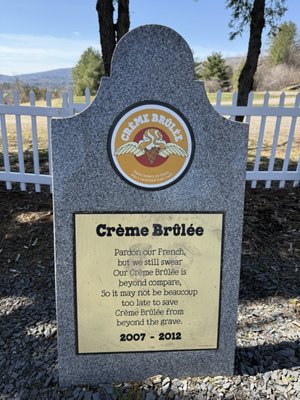 CRÈME BRÛLÉE
Crème Brûlée
Pardon our French,
but we still swear
Our Crème Brûlée is
beyond compare,
So it may not be beaucoup
too late to save
Crème Brûlée from
beyond the grave.
2007 - 2012